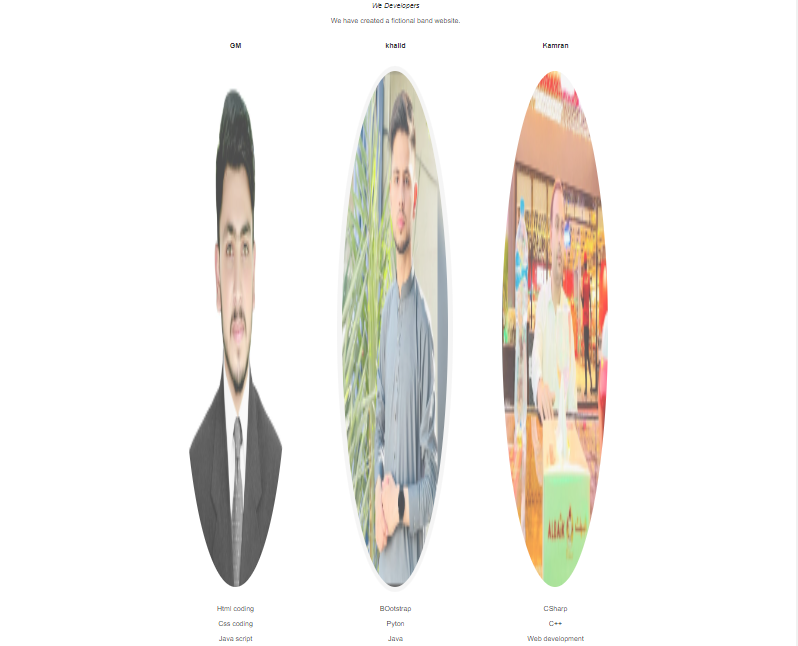 We Developers
We have created a fictional band website.
GM khalid Kamran
ALBAIK
Html coding BOotstrap CSharp
Css coding Pyton C++
Java script Java Web development